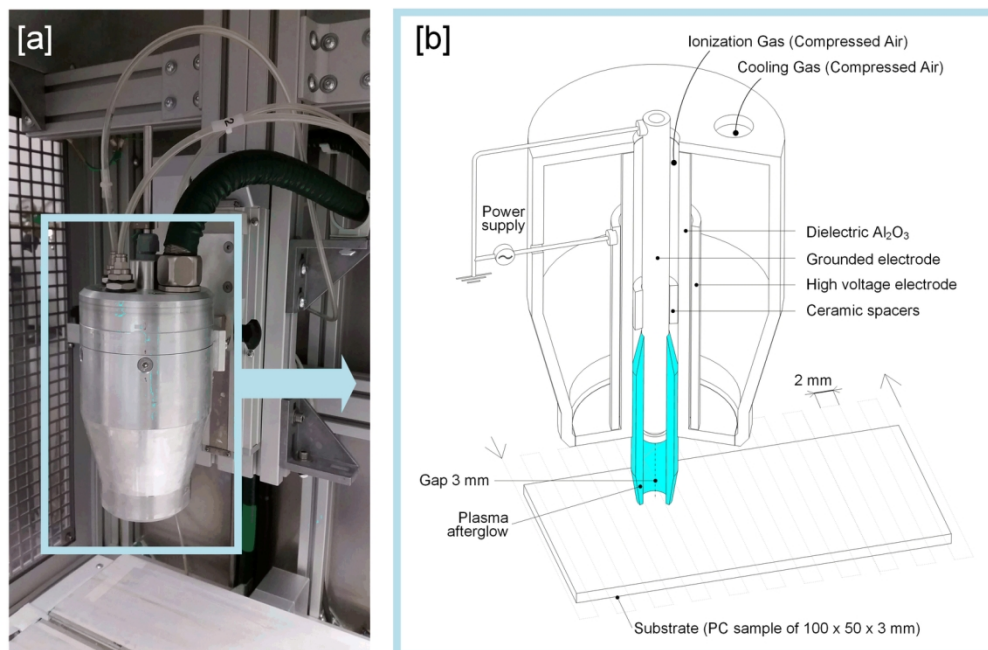 [a]
2
[b]
Ionization Gas (Compressed Air)
Cooling Gas (Compressed Air)
Power
supply
Dielectric Al₂O₃
Grounded electrode
High voltage electrode
Ceramic spacers
2 mm
Gap 3 mm
Plasma
afterglow
Substrate (PC sample of 100 x 50 x 3 mm)